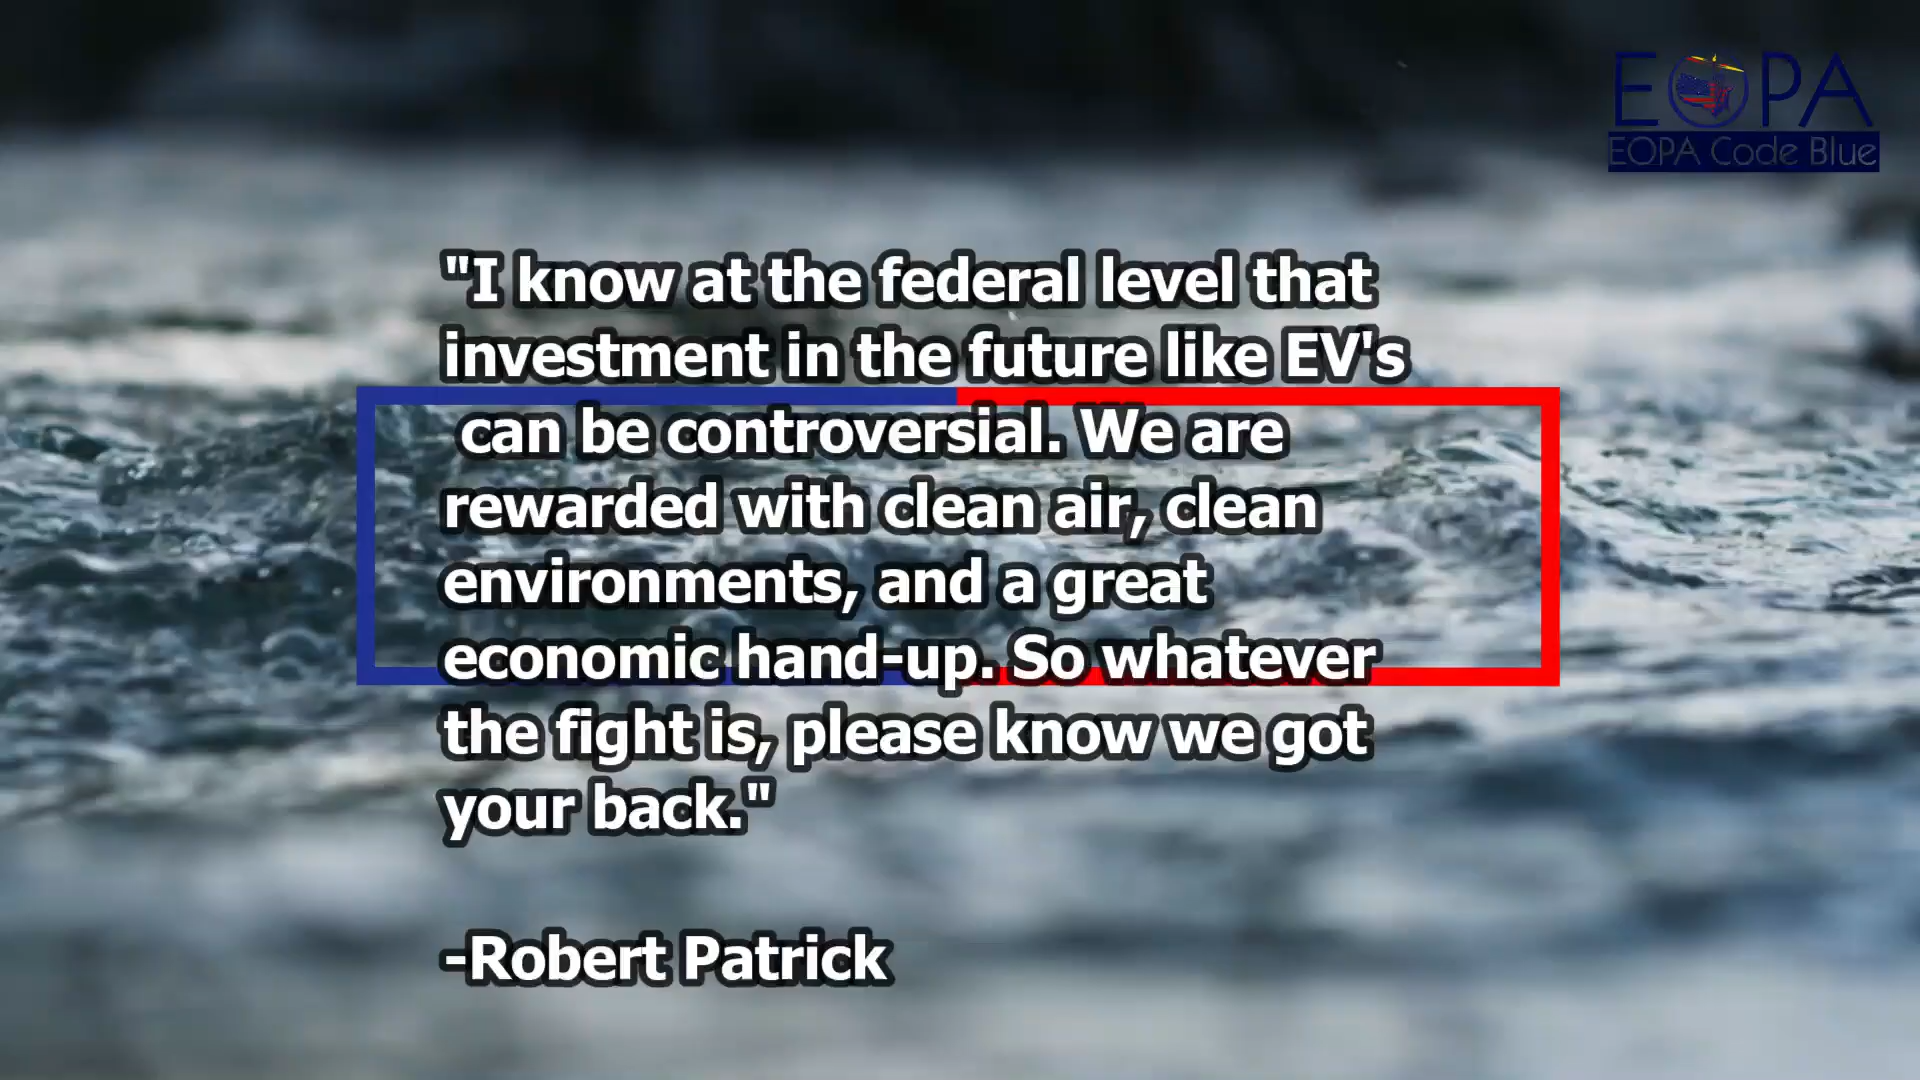 EOPA
EOPA Code Blue
"I know at the federal level that
investment in the future like EV's
can be controversial. We are
rewarded with clean air, clean
environments, and a great
economic hand-up. So whatever
the fight is, please know we got
your back."
-Robert Patrick